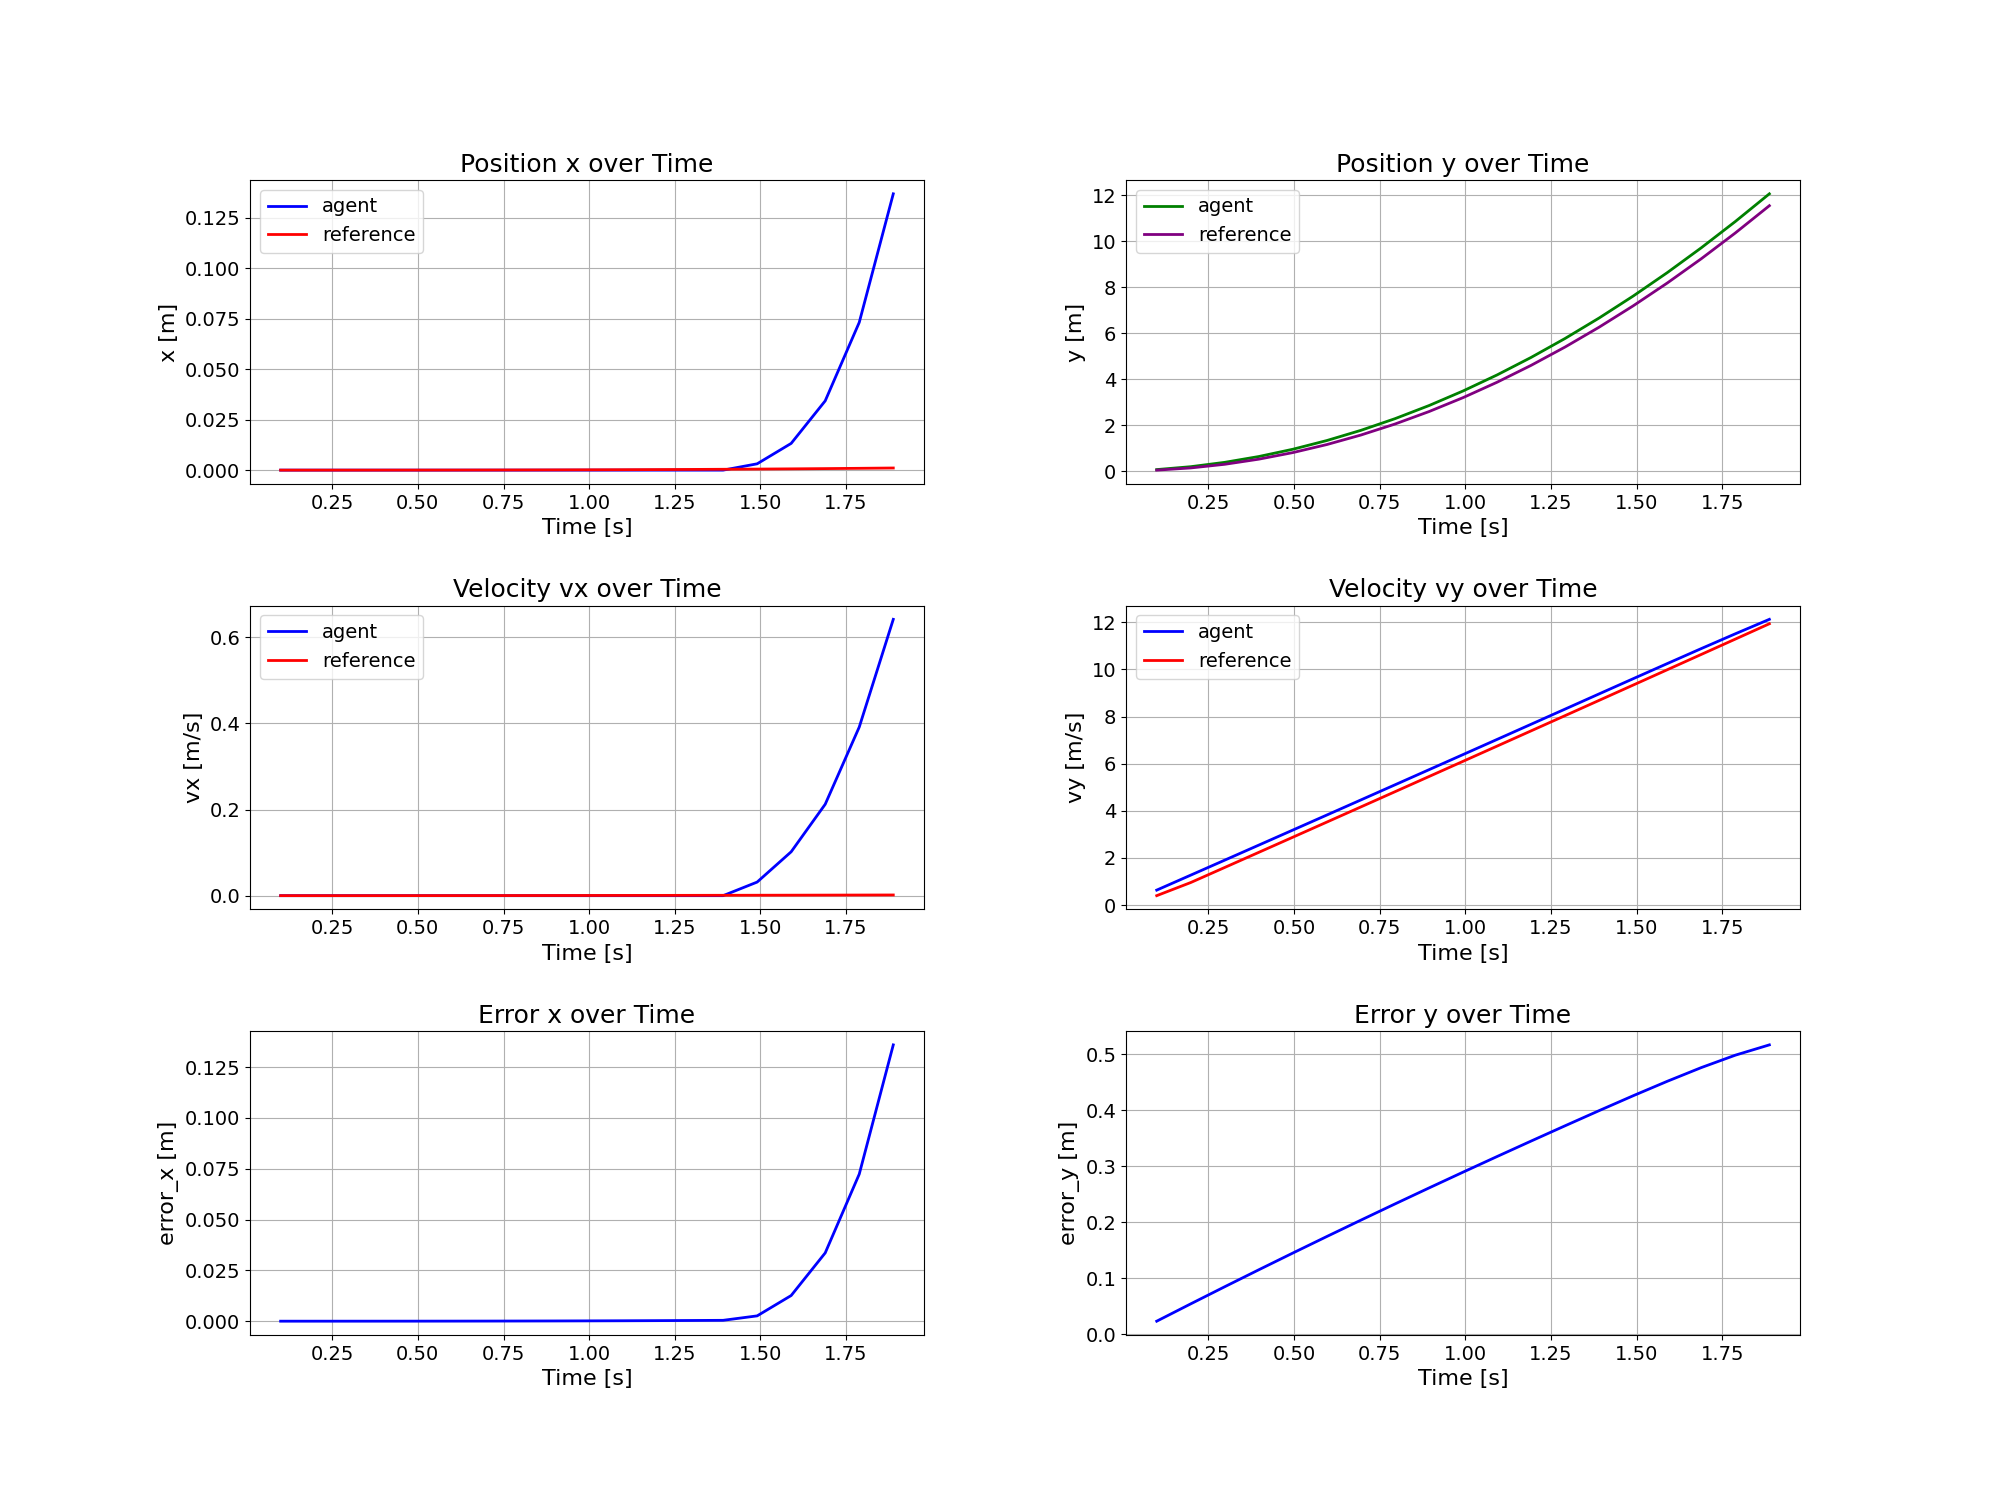 Position x over Time
agent
reference
0.125
0.100
0.075
0.050
0.025
0.000
x [m]
0.25 0.50 0.75 1.00 1.25 1.50 1.75
Time [s]
Position y over Time
agent
reference
12
10
8
6
4
2
0
y [m]
0.25 0.50 0.75 1.00 1.25 1.50 1.75
Time [s]
Velocity vx over Time
agent
reference
0.6
0.4
0.2
0.0
vx [m/s]
0.25 0.50 0.75 1.00 1.25 1.50 1.75
Time [s]
Velocity vy over Time
agent
reference
12
10
8
6
4
2
0
vy [m/s]
0.25 0.50 0.75 1.00 1.25 1.50 1.75
Time [s]
Error x over Time
0.125
0.100
0.075
0.050
0.025
0.000
error_x [m]
0.25 0.50 0.75 1.00 1.25 1.50 1.75
Time [s]
Error y over Time
0.5
0.4
0.3
0.2
0.1
0.0
error_y [m]
0.25 0.50 0.75 1.00 1.25 1.50 1.75
Time [s]